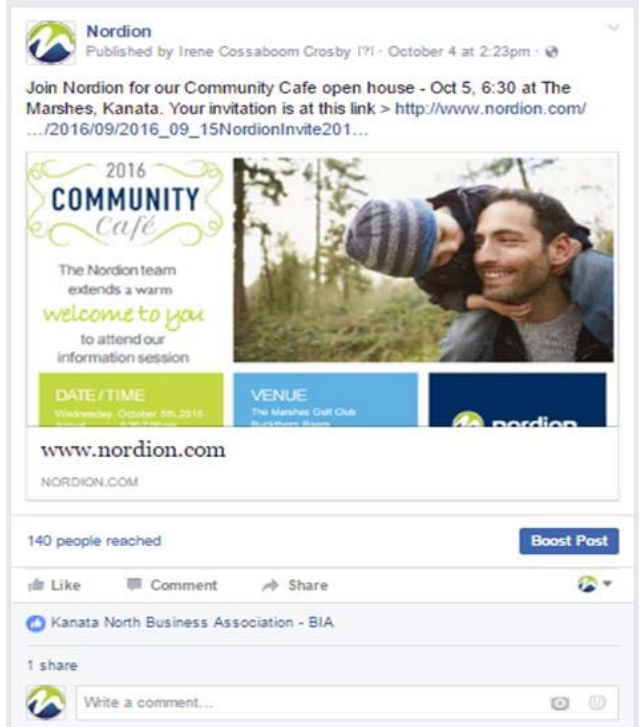 Nordion
Published by Irene Cossaboom Crosby [?] · October 4 at 2:23pm ·
Join Nordion for our Community Cafe open house - Oct 5, 6:30 at The
Marshes, Kanata. Your invitation is at this link > http://www.nordion.com/
…/2016/09/2016_09_15NordionInvite201…
2016
COMMUNITY
Café
The Nordion team
extends a warm
welcome to you
to attend our
information session
DATE / TIME
Wednesday, October 5th, 2016
VENUE
The Marshes Golf Club
nordion
www.nordion.com
NORDION.COM
140 people reached
Boost Post
Like Comment Share
Kanata North Business Association - BIA
1 share
Write a comment...